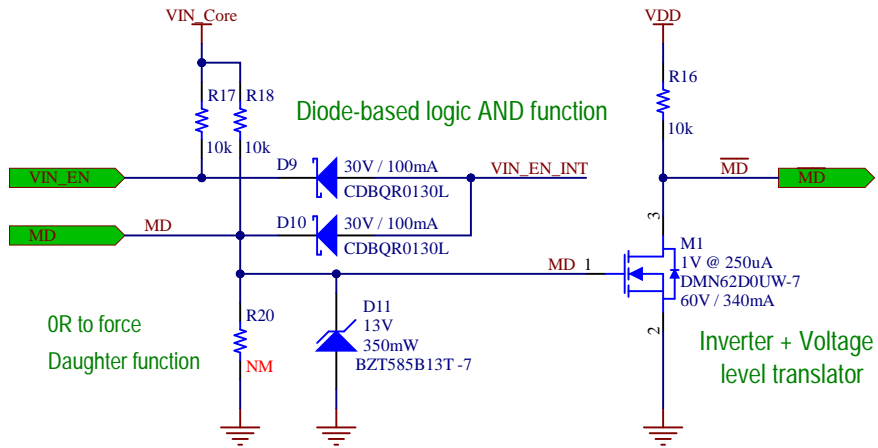 VIN_Core
VDD
R17
R18
10k
10k
Diode-based logic AND function
R16
10k
VIN_EN
D9
30V / 100mA
CDBQR0130L
VIN_EN_INT
MD
MD
MD
MD
D10
30V / 100mA
CDBQR0130L
MD
1
3
M1
1V @ 250uA
DMN62D0UW-7
60V / 340mA
2
0R to force
Daughter function
R20
NM
D11
13V
350mW
BZT585B13T -7
Inverter + Voltage
level translator